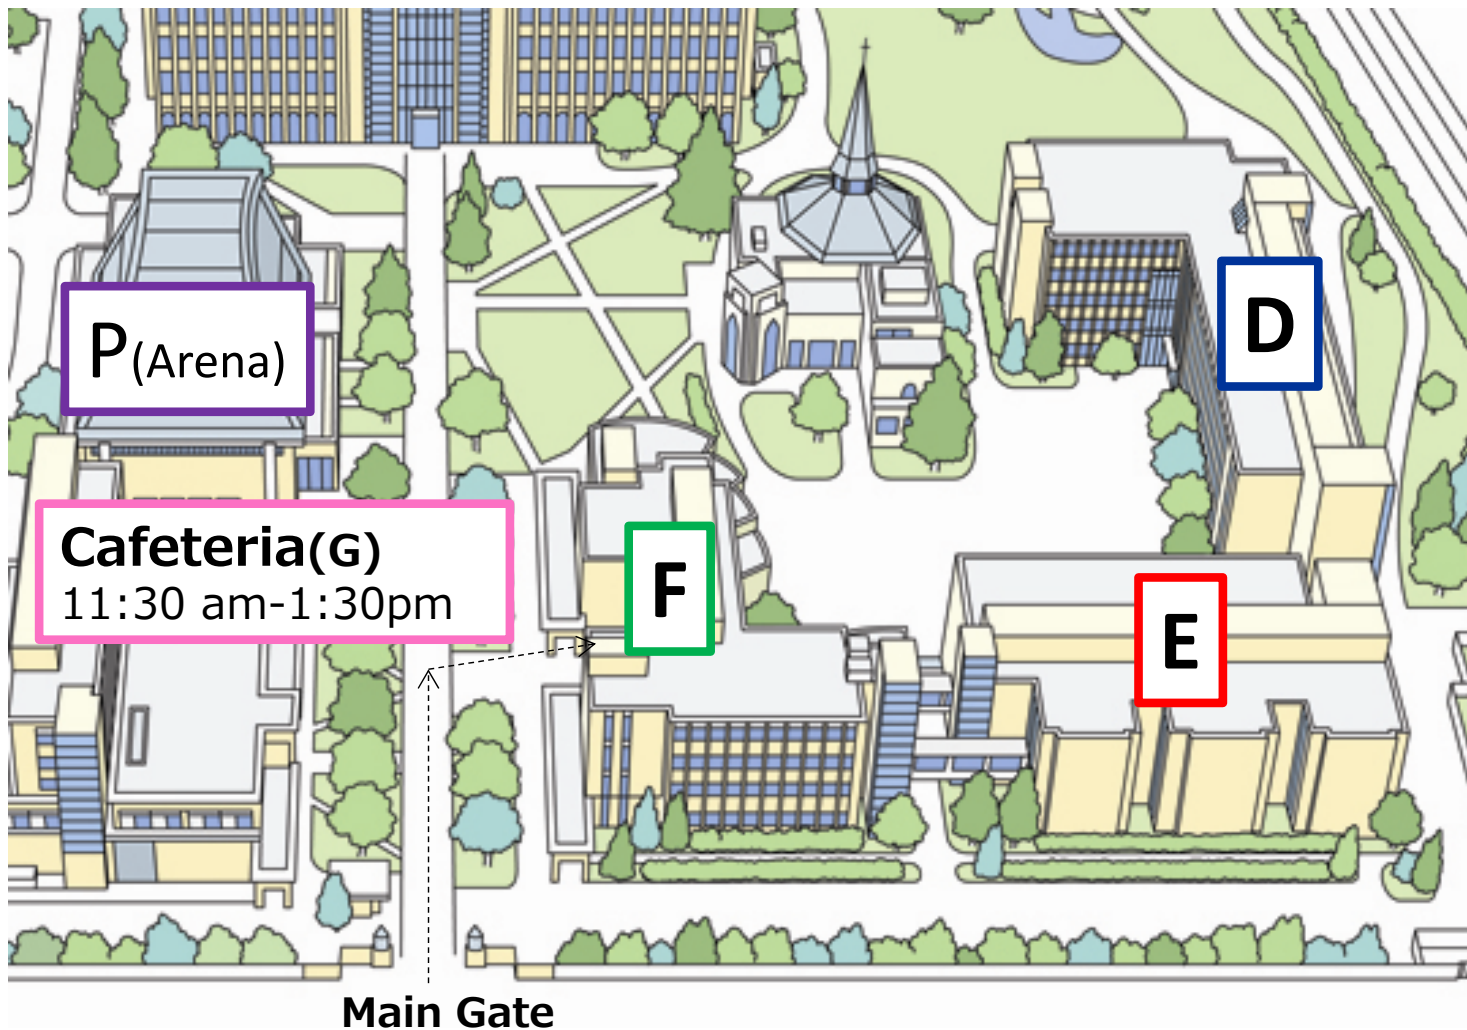 D
P(Arena)
Cafeteria(G)
11:30 am-1:30pm
F
E
Main Gate